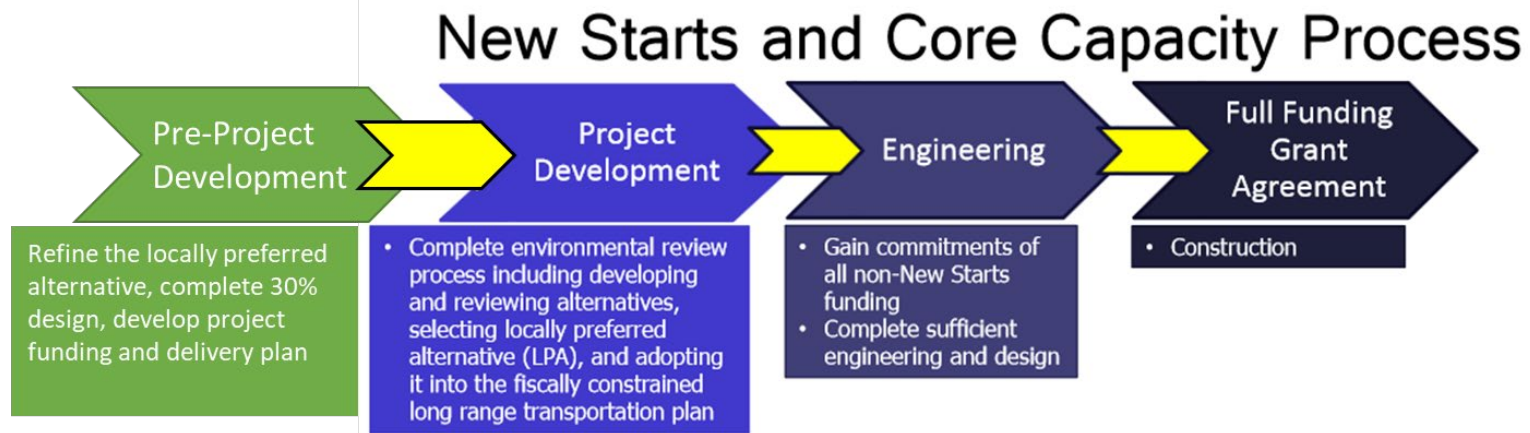 New Starts and Core Capacity Process
Pre-Project
Development
Project
Development
Engineering
Full Funding
Grant
Agreement
Refine the locally preferred
alternative, complete 30%
design, develop project
funding and delivery plan
• Complete environmental review
process including developing
and reviewing alternatives,
selecting locally preferred
alternative (LPA), and adopting
it into the fiscally constrained
long range transportation plan
• Gain commitments of
all non-New Starts
funding
• Complete sufficient
engineering and design
• Construction